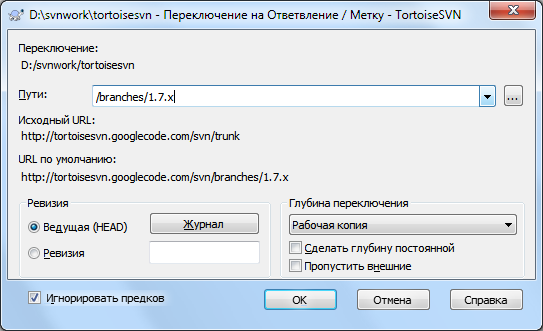 D:\svnwork\tortoisesvn - Переключение на Ответвление / Метку - TortoiseSVN
Переключение:
D:/svnwork/tortoisesvn
Пути:
/branches/1.7.x
...
Исходный URL:
http://tortoisesvn.googlecode.com/svn/trunk
URL по умолчанию:
http://tortoisesvn.googlecode.com/svn/branches/1.7.x
Ревизия
Ведущая (HEAD)
Журнал
Ревизия
Глубина переключения
Рабочая копия
Сделать глубину постоянной
Пропустить внешние
Игнорировать предков
OK
Отмена
Справка